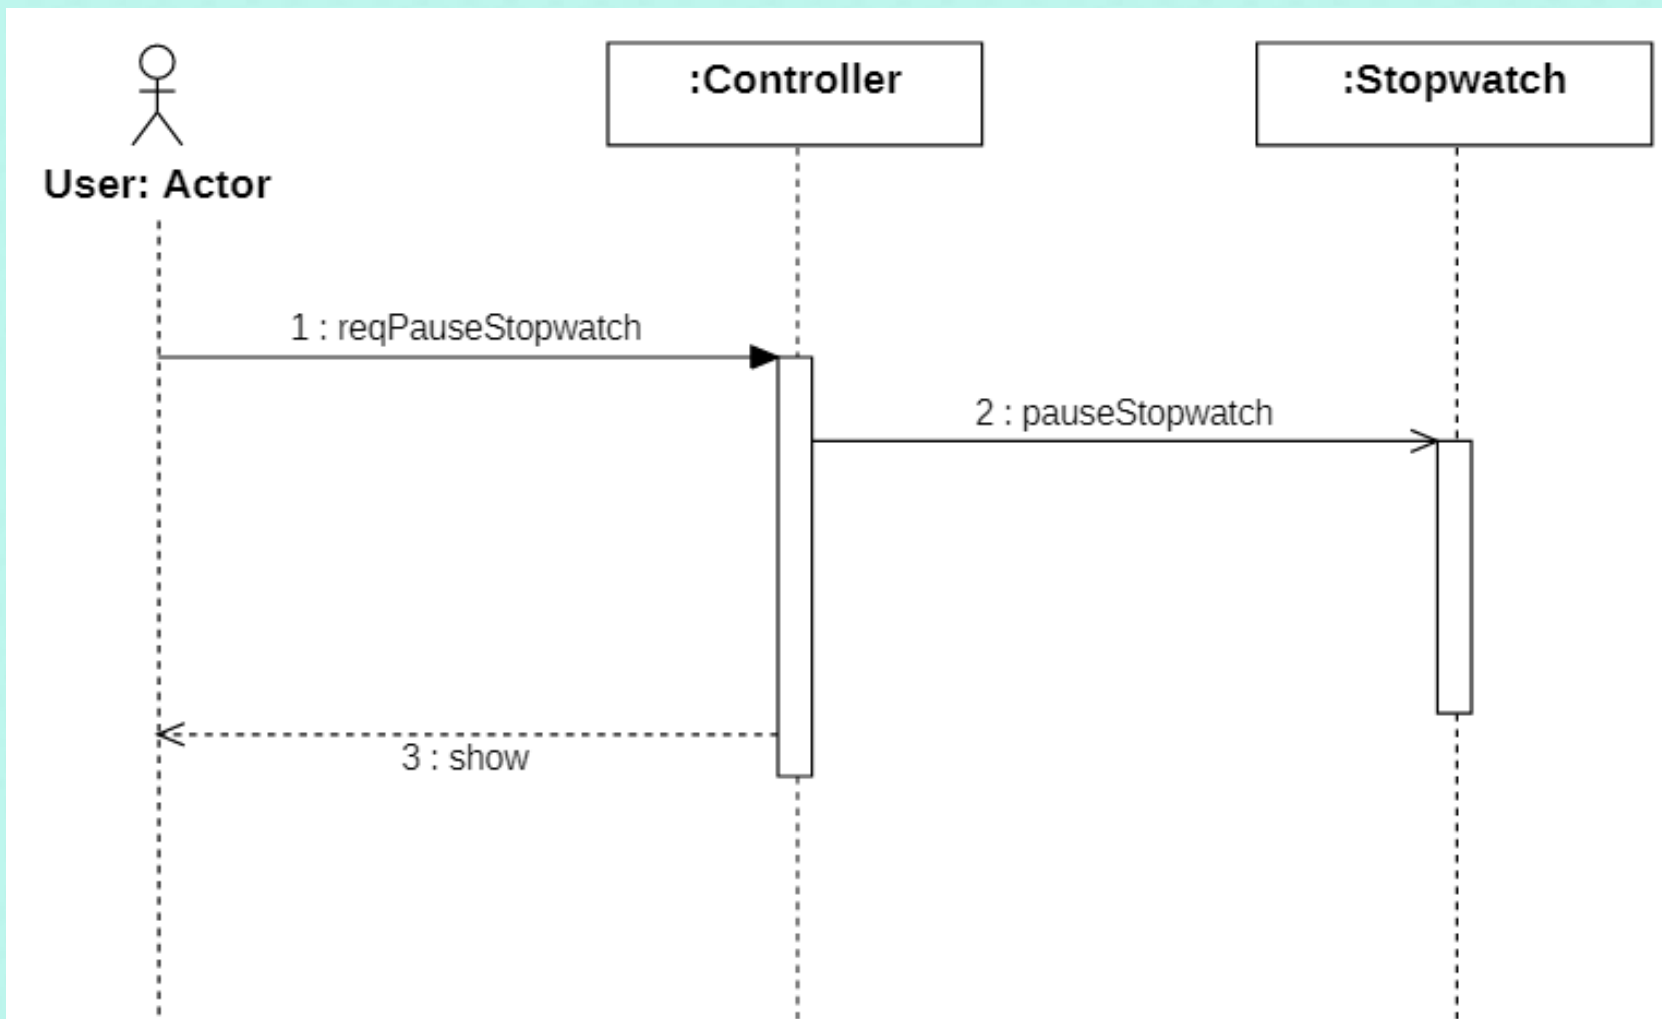 :Controller
:Stopwatch
User: Actor
1 : reqPauseStopwatch
2 : pauseStopwatch
3 : show